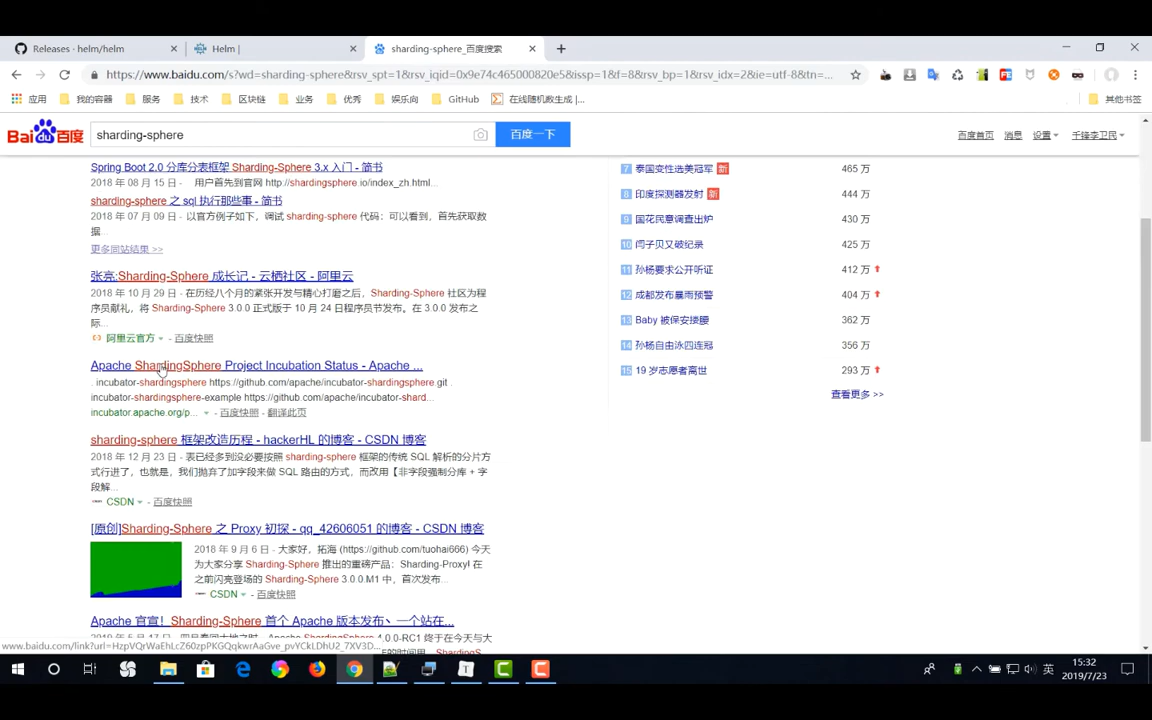 Releases · helm/helm
Helm |
sharding-sphere_百度搜索
https://www.baidu.com/s?wd=sharding-sphere&rsv_spt=1&rsv_iqid=0x9e74c465000820e5&issp=1&f=8&rsv_bp=1&rsv_idx=2&ie=utf-8&tn=...
应用
我的容器
服务
技术
区块链
业务
优秀
娱乐向
GitHub
在线随机数生成 |...
其他书签
Bai 百度
sharding-sphere
百度一下
百度首页
消息
设置
千锋李卫民
Spring Boot 2.0 分库分表框架 Sharding-Sphere 3.x 入门 - 简书
2018 年 08 月 15 日 - 用户首先到官网 http://shardingsphere.io/index_zh.html...
sharding-sphere 之 sql 执行那些事 - 简书
2018 年 07 月 09 日 - 以官方例子如下，调试 sharding-sphere 代码：可以看到，首先获取数
据...
更多同站结果 >>
张亮:Sharding-Sphere 成长记 - 云栖社区 - 阿里云
2018 年 10 月 29 日 - 在历经八个月的紧张开发与精心打磨之后，Sharding-Sphere 社区为程
序员献礼，将 Sharding-Sphere 3.0.0 正式版于 10 月 24 日程序员节发布。在 3.0.0 发布之
际...
阿里云官方 - 百度快照
Apache ShardingSphere Project Incubation Status - Apache ...
. incubator-shardingsphere https://github.com/apache/incubator-shardingsphere git .
incubator-shardingsphere-example https://github.com/apache/incubator-shard...
incubator.apache.org/p... - 百度快照 - 翻译此页
sharding-sphere 框架改造历程 - hackerHL 的博客 - CSDN 博客
2018 年 12 月 23 日 - 表已经多到没必要按照 sharding-sphere 框架的传统 SQL 解析的分片方
式行进了，也就是，我们抛弃了加字段来做 SQL 路由的方式，而改用【非字段强制分库 + 字
段解...
CSDN - 百度快照
[原创]Sharding-Sphere 之 Proxy 初探 - qq_42606051 的博客 - CSDN 博客
2018 年 9 月 6 日 - 大家好，拓海 (https://github.com/tuohai666) 今天
为大家分享 Sharding-Sphere 推出的重磅产品：Sharding-Proxy! 在
之前闪亮登场的 Sharding-Sphere 3.0.0.M1 中，首次发布...
CSDN - 百度快照
Apache 官宣！Sharding-Sphere 首个 Apache 版本发布、一个站在...
7 泰国变性选美冠军 新 465 万
8 印度探测器发射 新 444 万
9 国花民意调查出炉 430 万
10 闫子贝又破纪录 425 万
11 孙杨要求公开听证 412 万
12 成都发布暴雨预警 404 万
13 Baby 被保安搂腰 362 万
14 孙杨自由泳四连冠 356 万
15 19 岁志愿者离世 293 万
查看更多 >>
英
15:32
2019/7/23